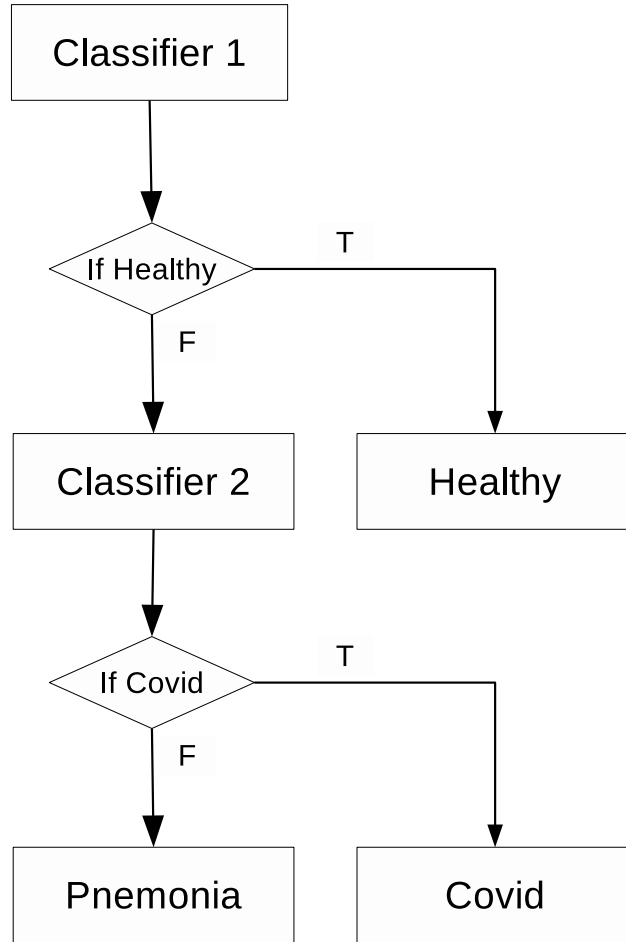 Classifier 1
If Healthy
T
F
Classifier 2
Healthy
If Covid
T
F
Pnemonia
Covid